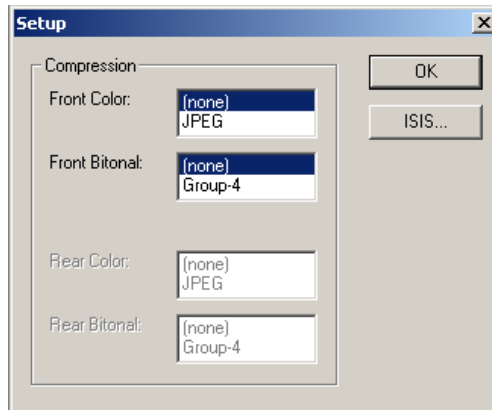 Setup
Compression
Front Color:
(none)
JPEG
Front Bitonal:
(none)
Group-4
Rear Color:
(none)
JPEG
Rear Bitonal:
(none)
Group-4
OK
ISIS...